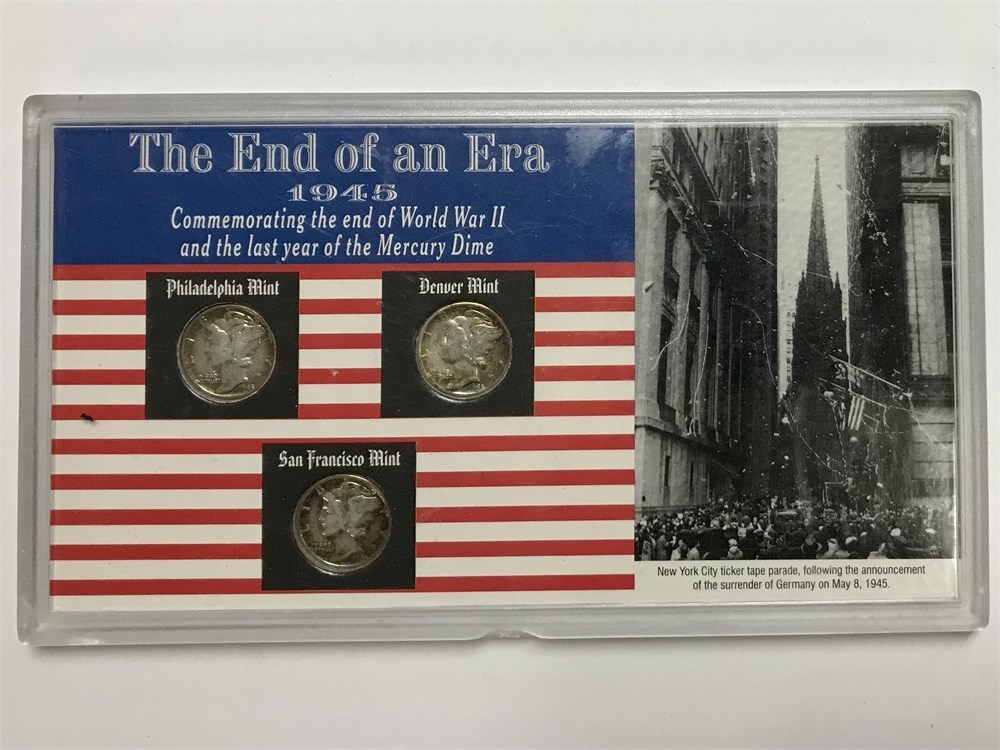 The End of an Era
1945
Commemorating the end of World War II
and the last year of the Mercury Dime
Philadelphia Mint
Denver Mint
San Francisco Mint
New York City ticker tape parade, following the announcement
of the surrender of Germany on May 8, 1945.